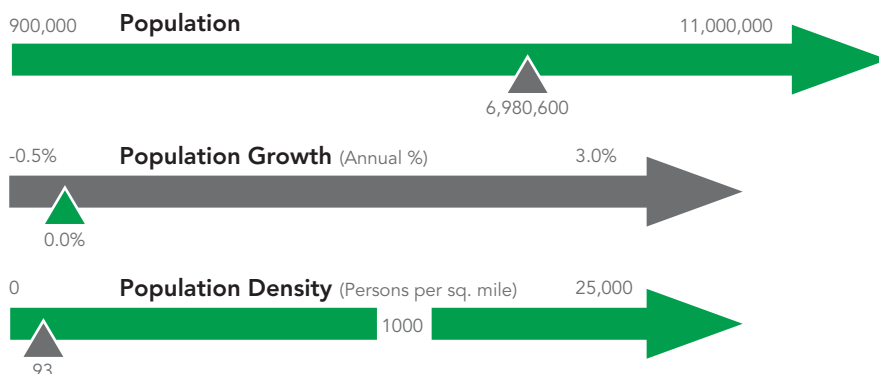 900,000 Population 11,000,000
6,980,600
-0.5% Population Growth (Annual %) 3.0%
0.0%
0 Population Density (Persons per sq. mile) 25,000
1000
93